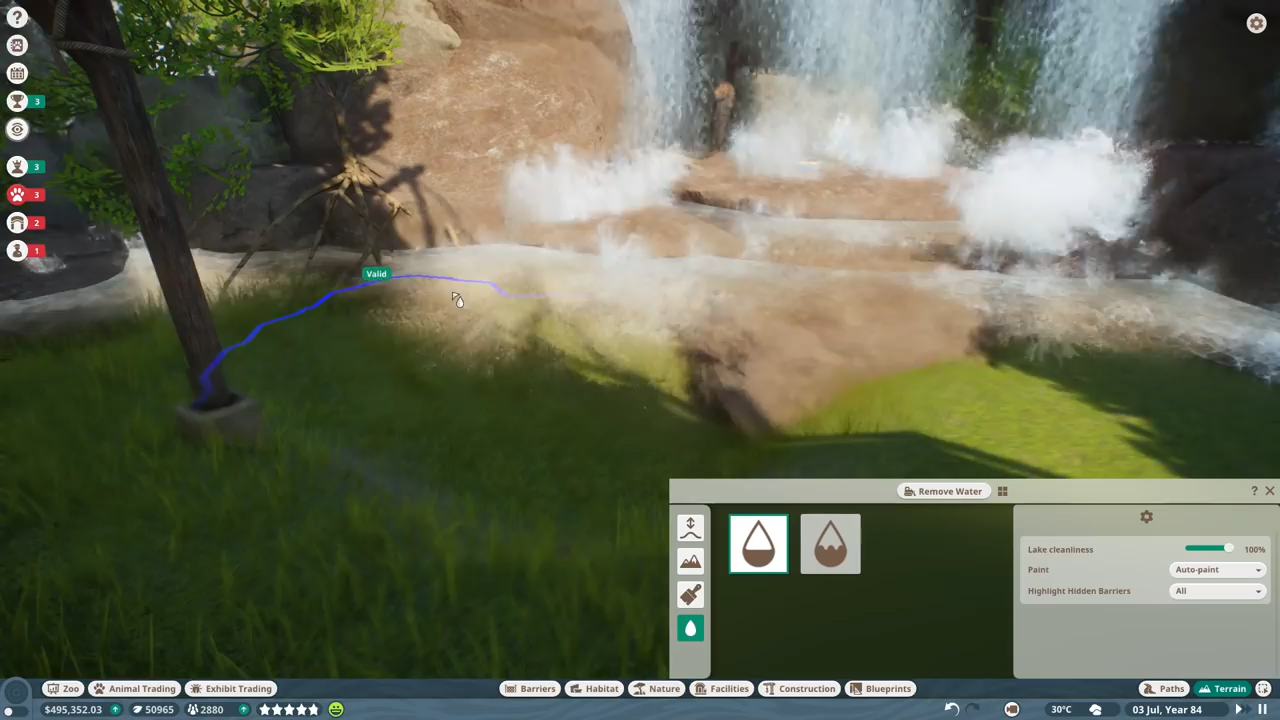 ?
3
3
3
2
1
Valid
Remove Water
?
Lake cleanliness 100%
Paint Auto-paint
Highlight Hidden Barriers All
Zoo Animal Trading Exhibit Trading Barriers Habitat Nature Facilities Construction Blueprints Paths Terrain
$495,352.03 50965 2880 30°C 03 Jul, Year 84